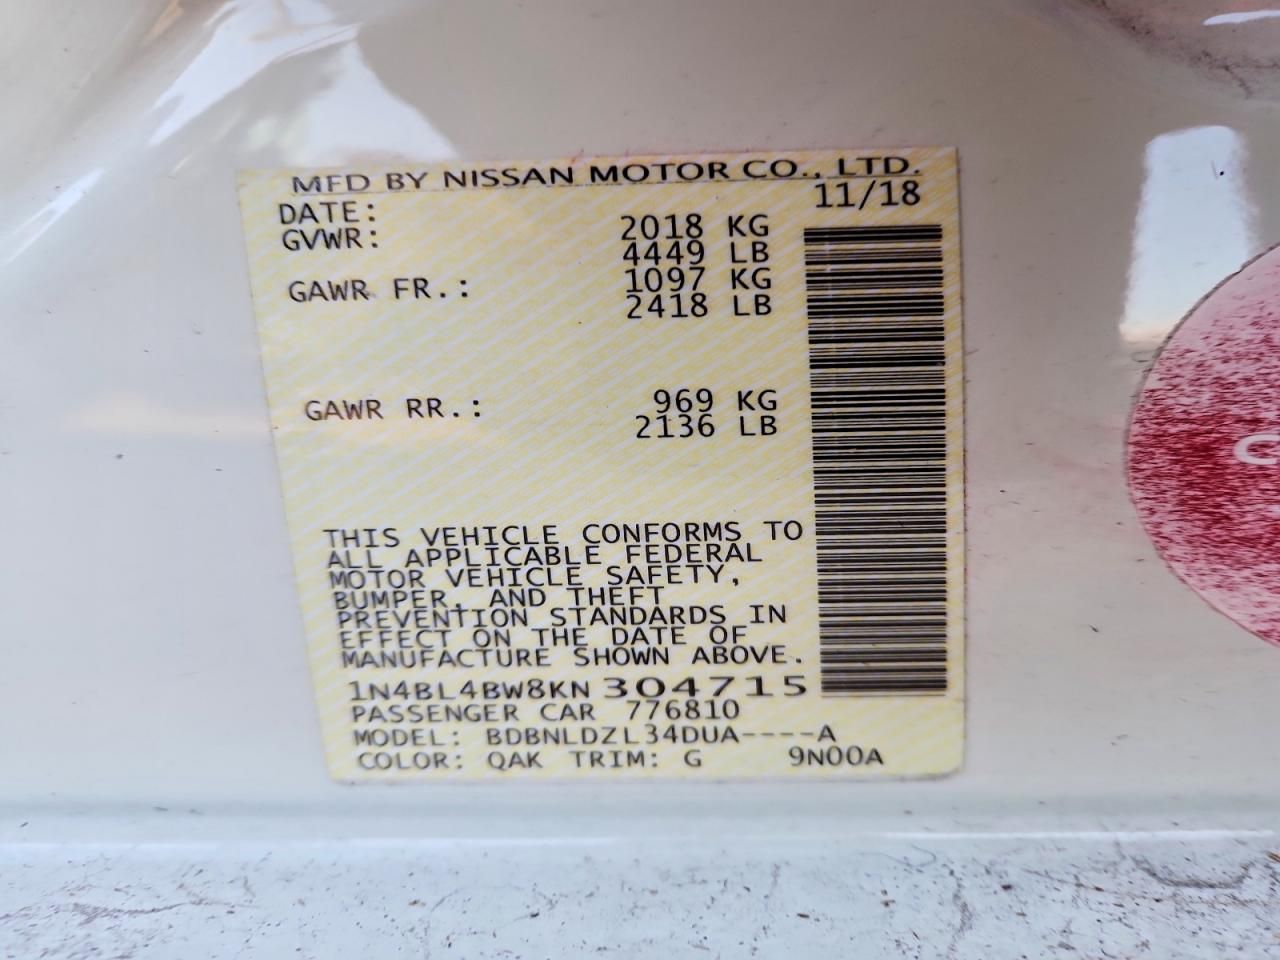 MFD BY NISSAN MOTOR CO., LTD.
DATE: 11/18
GVWR: 2018 KG
4449 LB
GAWR FR.: 1097 KG
2418 LB
GAWR RR.: 969 KG
2136 LB
THIS VEHICLE CONFORMS TO
ALL APPLICABLE FEDERAL
MOTOR VEHICLE SAFETY,
BUMPER, AND THEFT
PREVENTION STANDARDS IN
EFFECT ON THE DATE OF
MANUFACTURE SHOWN ABOVE.
1N4BL4BW8KN304715
PASSENGER CAR 776810
MODEL: BDBNLDZL34DUA----A
COLOR: QAK TRIM: G 9N00A